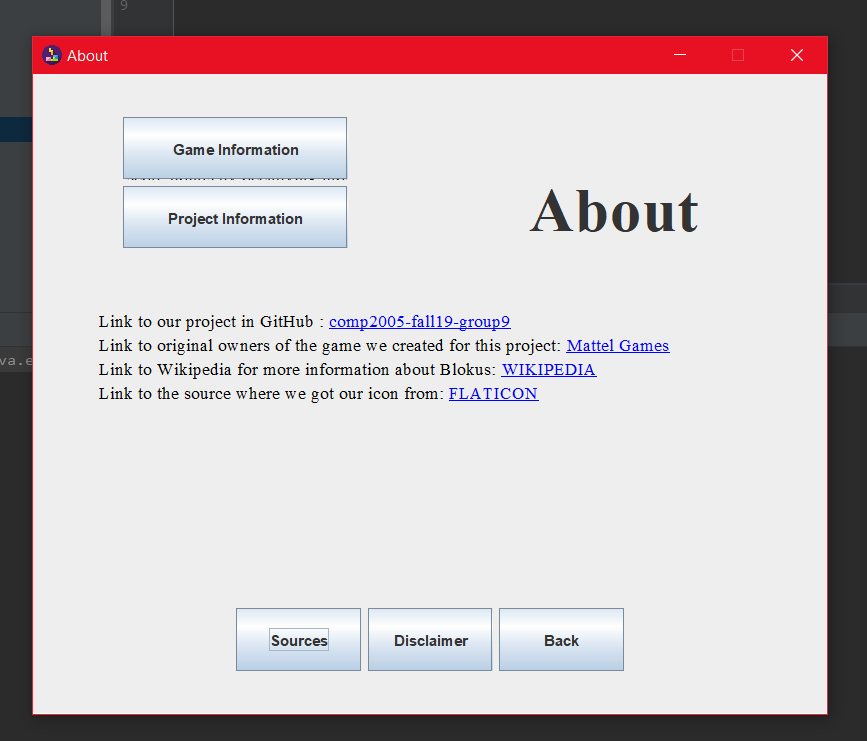 9
About
Game Information
Project Information
About
Link to our project in GitHub : comp2005-fall19-group9
Link to original owners of the game we created for this project: Mattel Games
Link to Wikipedia for more information about Blokus: WIKIPEDIA
Link to the source where we got our icon from: FLATICON
va.e
Sources
Disclaimer
Back